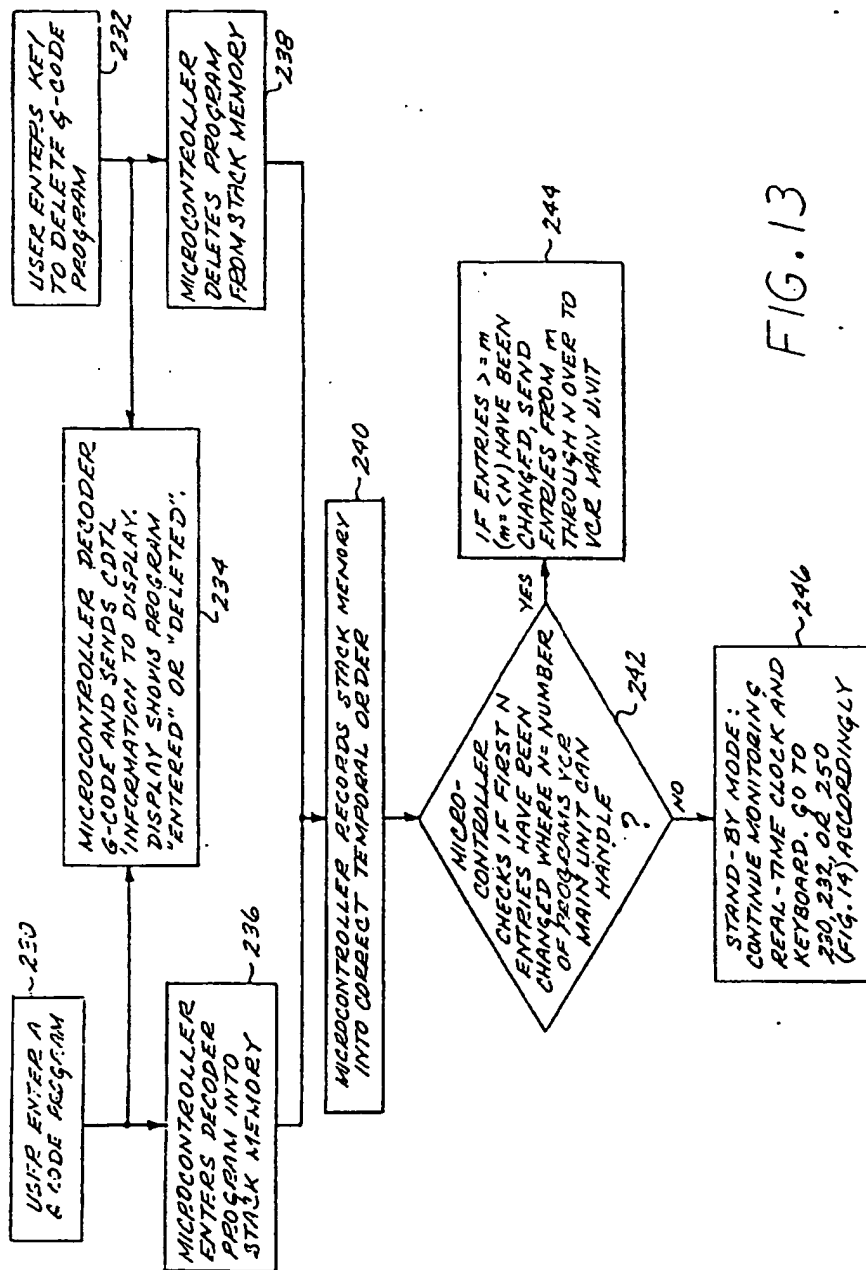 USER ENTER A
G CODE PROGRAM
230
USER ENTERS KEY
TO DELETE G-CODE
PROGRAM
232
MICROCONTROLLER DECODER
G-CODE AND SENDS CDTL
INFORMATION TO DISPLAY.
DISPLAY SHOWS PROGRAM
"ENTERED" OR "DELETED".
234
MICROCONTROLLER
ENTERS DECODER
PROGRAM INTO
STACK MEMORY
236
MICROCONTROLLER
DELETES PROGRAM
FROM STACK MEMORY
238
MICROCONTROLLER RECORDS STACK MEMORY
INTO CORRECT TEMPORAL ORDER
240
MICRO-
CONTROLLER
CHECKS IF FIRST N
ENTRIES HAVE BEEN
CHANGED WHERE N= NUMBER
OF PROGRAMS VCR
MAIN UNIT CAN
HANDLE
?
242
YES
IF ENTRIES >= m
(m = <N) HAVE BEEN
CHANGED, SEND
ENTRIES FROM m
THROUGH N OVER TO
VCR MAIN UNIT
244
NO
STAND-BY MODE:
CONTINUE MONITORING
REAL-TIME CLOCK AND
KEYBOARD. GO TO
230, 232, OR 250
(FIG. 14) ACCORDINGLY
246
FIG. 13